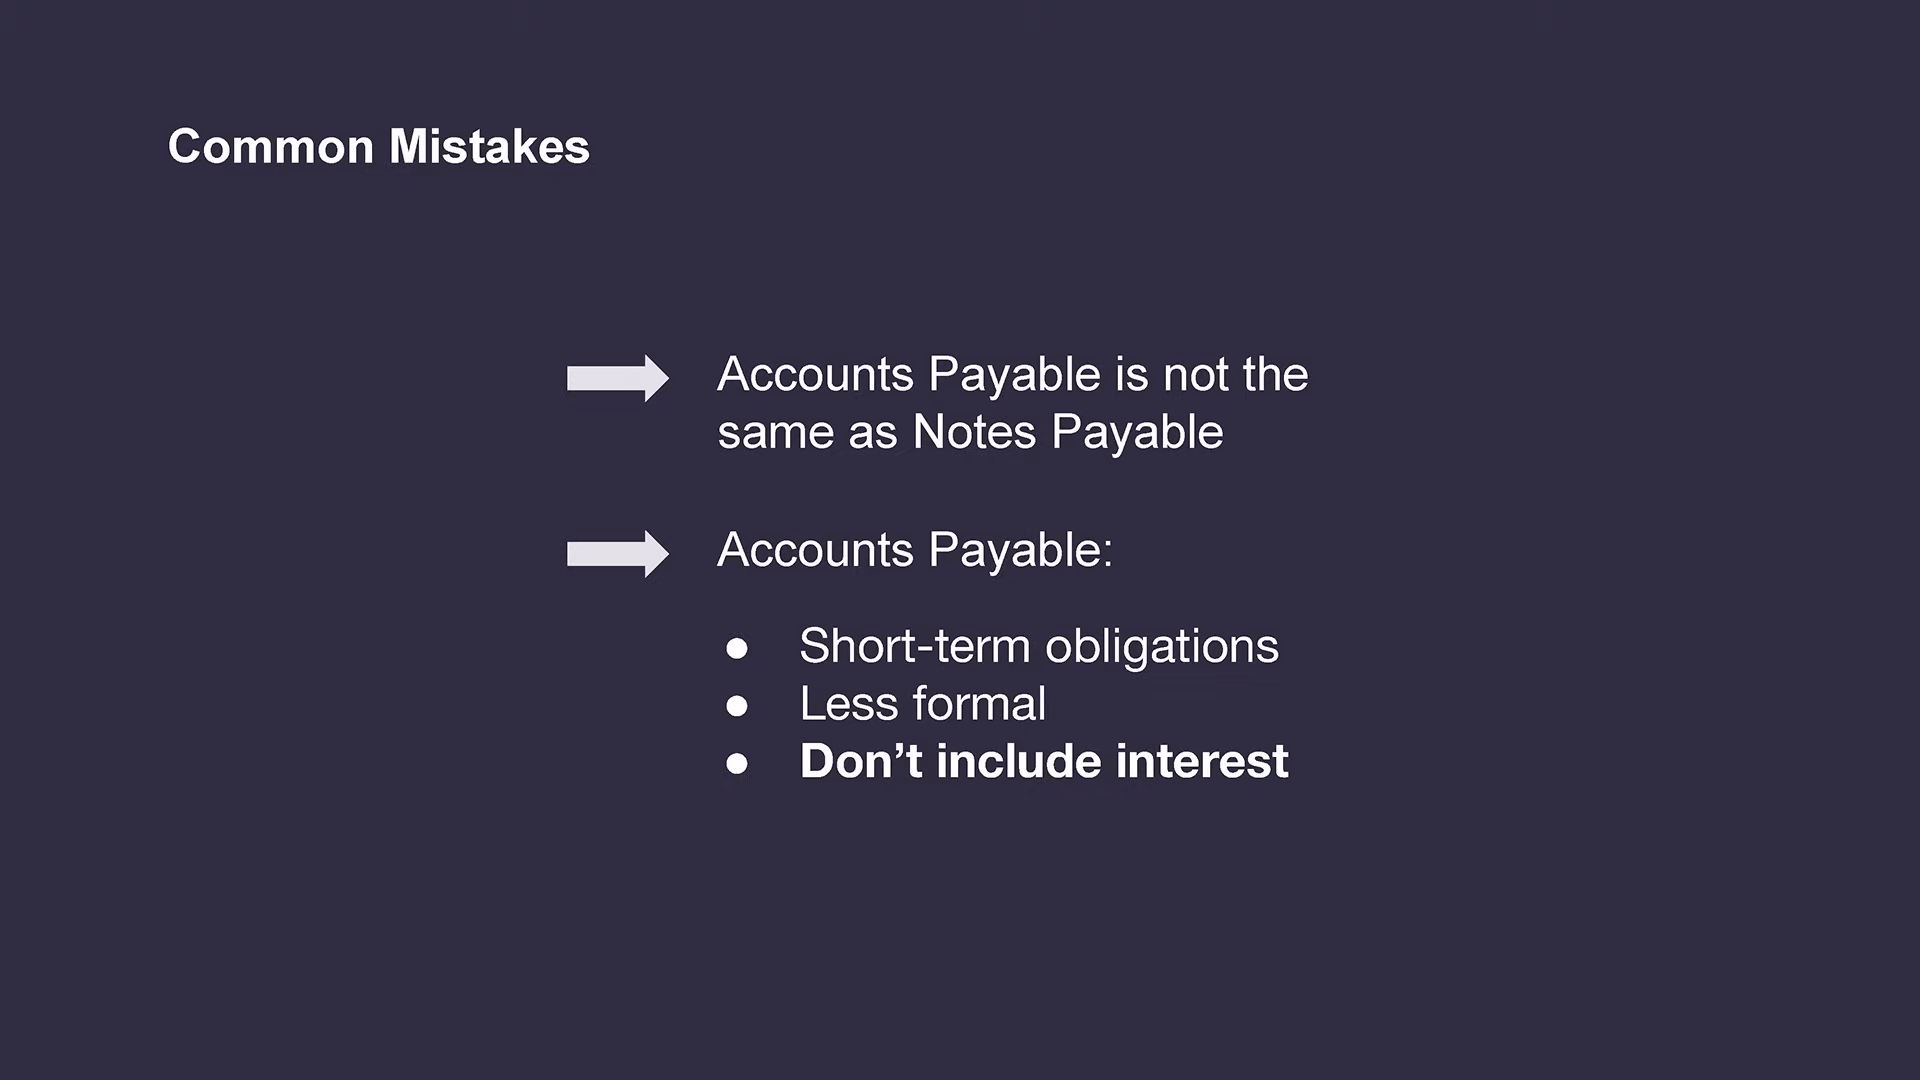 Common Mistakes
Accounts Payable is not the
same as Notes Payable
Accounts Payable:
● Short-term obligations
● Less formal
● Don’t include interest